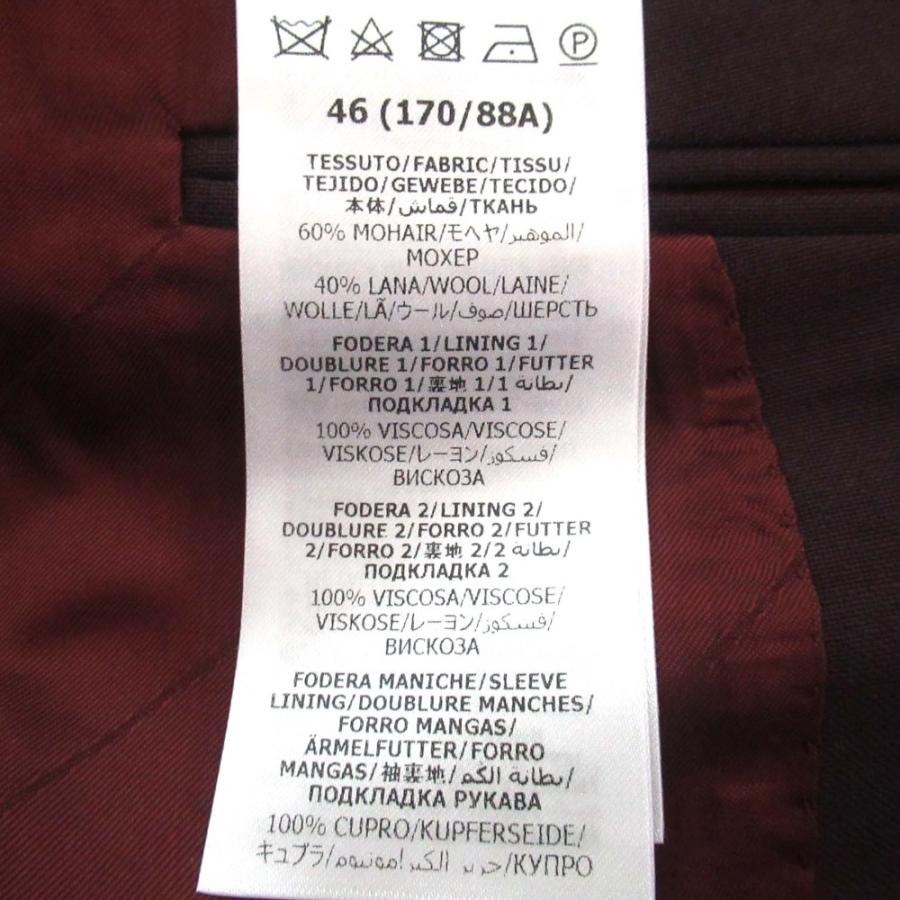 P
46 (170/88A)
TESSUTO/FABRIC/TISSU/
TEJIDO/GEWEBE/TECIDO/
本体/قماش/ТКАНЬ
60% MOHAIR/モヘヤ/الموهير/
МОХЕР
40% LANA/WOOL/LAINE/
WOLLE/LÃ/ウール/صوف/ШЕРСТЬ
FODERA 1/LINING 1/
DOUBLURE 1/FORRO 1/FUTTER
1/FORRO 1/裏地 1/بطانة 1/
ПОДКЛАДКА 1
100% VISCOSA/VISCOSE/
VISKOSE/レーヨン/فسكوز/
ВИСКОЗА
FODERA 2/LINING 2/
DOUBLURE 2/FORRO 2/FUTTER
2/FORRO 2/裏地 2/بطانة 2/
ПОДКЛАДКА 2
100% VISCOSA/VISCOSE/
VISKOSE/レーヨン/فسكوز/
ВИСКОЗА
FODERA MANICHE/SLEEVE
LINING/DOUBLURE MANCHES/
FORRO MANGAS/
ÄRMELFUTTER/FORRO
MANGAS/袖裏地/بطانة الكم/
ПОДКЛАДКА РУКАВА
100% CUPRO/KUPFERSEIDE/
キュプラ/حرير الكبرامونيوم/КУПРО